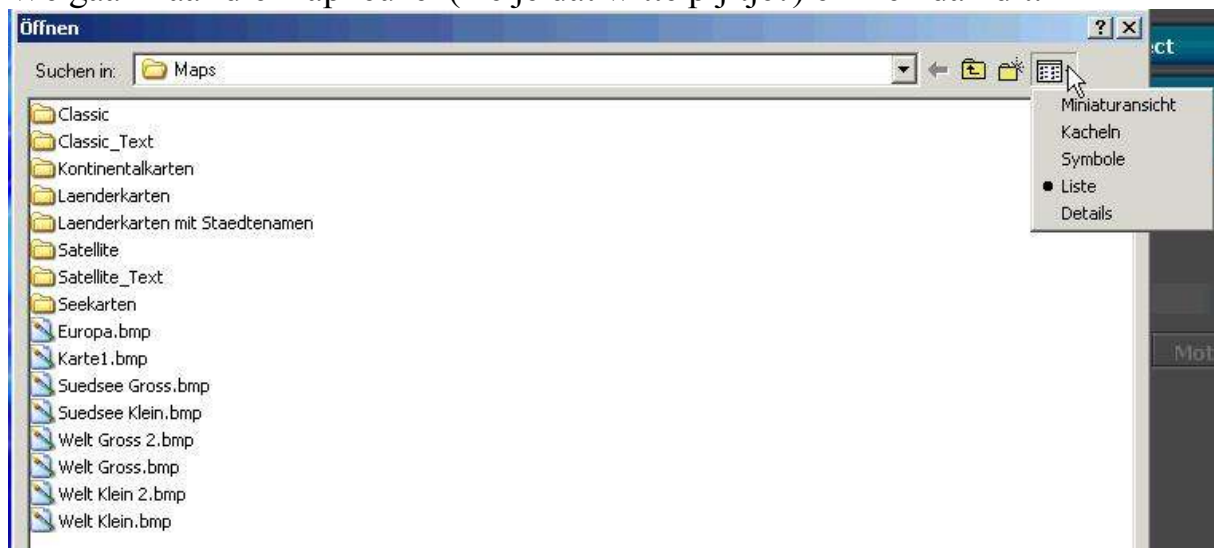 Öffnen
ect
Suchen in: Maps
Miniaturansicht
Kacheln
Symbole
Liste
Details
Classic
Classic_Text
Kontinentalkarten
Laenderkarten
Laenderkarten mit Staedtenamen
Satellite
Satellite_Text
Seekarten
Europa.bmp
Karte1.bmp
Suedsee Gross.bmp
Suedsee Klein.bmp
Welt Gross 2.bmp
Welt Gross.bmp
Welt Klein 2.bmp
Welt Klein.bmp
Mot